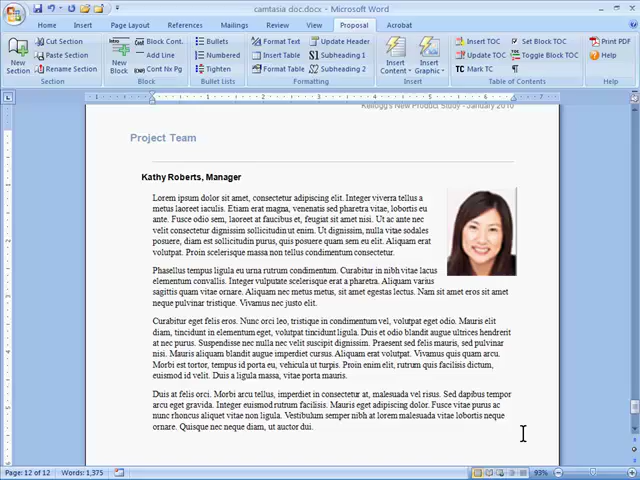 camtasia doc.docx - Microsoft Word
Home Insert Page Layout References Mailings Review View Proposal Acrobat
Cut Section Block Cont. Bullets Format Text Update Header Insert TOC Set Block TOC Print PDF
Paste Section Add Line Numbered Insert Table Subheading 1 Update TOC Toggle Block TOC Help
New Section Rename Section New Block Cont Nx Pg Tighten Format Table Subheading 2 Insert Content Insert Graphic Mark TC
Section Block Bullet Lists Formatting Insert Table of Contents Help
1 1 2 3 4 5 6 7
Kellogg's New Product Study - January 2010
Project Team
Kathy Roberts, Manager
Lorem ipsum dolor sit amet, consectetur adipiscing elit. Integer viverra tellus a
metus laoreet iaculis. Etiam erat magna, venenatis sed pharetra vitae, lobortis eu
ante. Fusce odio sem, feugiat sit amet nisi. Ut ac ante nec
velit consectetur dignissim sollicitudin ut enim. Ut dignissim, nulla vitae sodales
posuere, diam est sollicitudin purus, quis consequat quam sem eu elit. Aliquam erat
volutpat. Proin scelerisque massa non tellus condimentum consectetur.
Phasellus tempus ligula eu urna rutrum condimentum. Curabitur in nibh vitae lacus
elementum convallis. Integer vulputate scelerisque erat a pharetra. Aliquam
sagittis quam vitae ornare. Aliquam nec metus metus, sit amet egestas lectus. Nam sit amet eros sit amet
neque pulvinar tristique. Vivamus nec justo elit.
Curabitur eget felis eros. Nunc orci leo, tristique in condimentum vel, volutpat eget odio. Mauris elit
diam, tincidunt in elementum eget, volutpat tincidunt ligula. Duis et odio blandit augue ultrices hendrerit
at nec purus. Suspendisse nec nulla nec velit suscipit dignissim. Praesent sed felis magna, sed pulvinar
nisi. Mauris aliquam blandit augue imperdiet cursus. Aliquam erat volutpat. Vivamus quis quam arcu.
Morbi est tortor, tempus id porta eu, vehicula ut turpis. Proin enim elit, rutrum quis facilisis dictum,
euismod id velit. Duis a ligula massa, vitae porta mauris.
Duis at felis orci. Morbi arcu tellus, imperdiet in consectetur at, malesuada vel risus. Sed dapibus tempor
arcu eget gravida. Integer euismod rutrum facilisis. Mauris eget adipiscing dolor. Fusce vitae purus ac
nunc rhoncus aliquet vitae non ligula. Vestibulum semper nibh at lorem malesuada vitae lobortis neque
ornare. Quisque nec neque diam, ut auctor dui.
Page: 12 of 12 Words: 1,375 93%